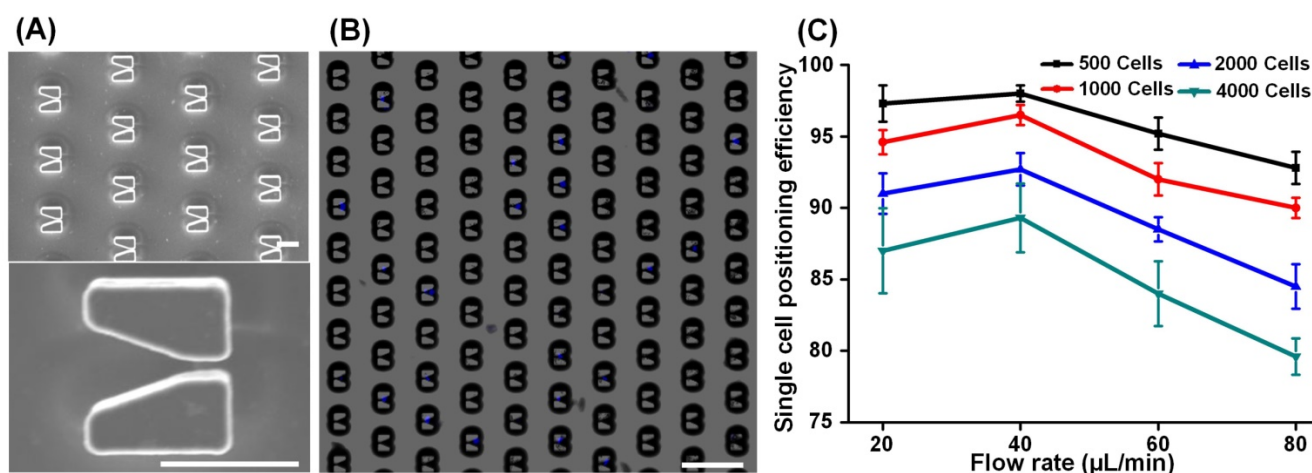 (A)
(B)
(C)
500 Cells
2000 Cells
1000 Cells
4000 Cells
Single cell positioning efficiency
100
95
90
85
80
75
20
40
60
80
Flow rate (µL/min)